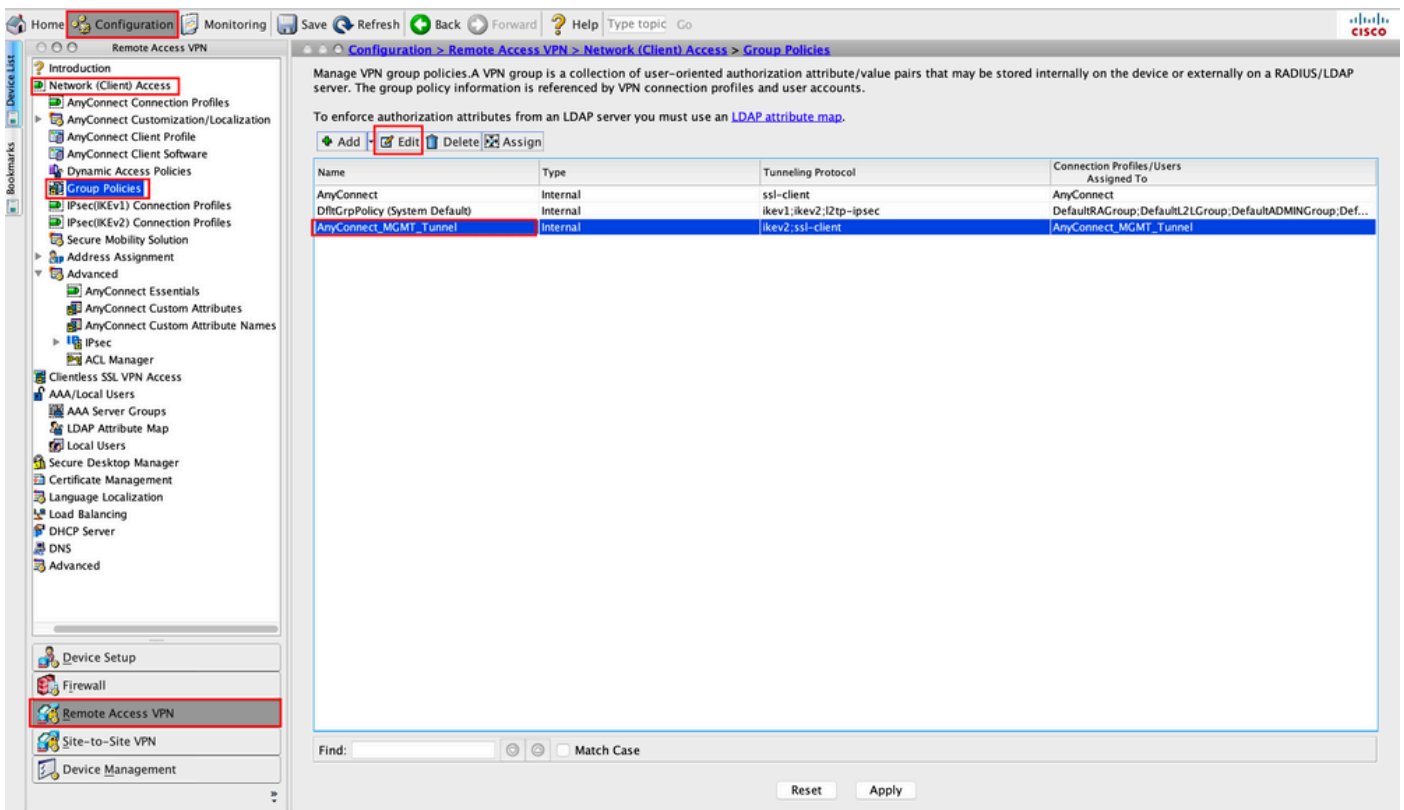 Home Configuration Monitoring Save Refresh Back Forward Help Type topic Go
CISCO
Device List
Bookmarks
Remote Access VPN
Introduction
Network (Client) Access
AnyConnect Connection Profiles
AnyConnect Customization/Localization
AnyConnect Client Profile
AnyConnect Client Software
Dynamic Access Policies
Group Policies
IPsec(IKEv1) Connection Profiles
IPsec(IKEv2) Connection Profiles
Secure Mobility Solution
Address Assignment
Advanced
AnyConnect Essentials
AnyConnect Custom Attributes
AnyConnect Custom Attribute Names
IPsec
ACL Manager
Clientless SSL VPN Access
AAA/Local Users
AAA Server Groups
LDAP Attribute Map
Local Users
Secure Desktop Manager
Certificate Management
Language Localization
Load Balancing
DHCP Server
DNS
Advanced
Device Setup
Firewall
Remote Access VPN
Site-to-Site VPN
Device Management
Configuration > Remote Access VPN > Network (Client) Access > Group Policies
Manage VPN group policies.A VPN group is a collection of user-oriented authorization attribute/value pairs that may be stored internally on the device or externally on a RADIUS/LDAP
server. The group policy information is referenced by VPN connection profiles and user accounts.
To enforce authorization attributes from an LDAP server you must use an LDAP attribute map.
Add Edit Delete Assign
Name Type Tunneling Protocol Connection Profiles/Users
Assigned To
AnyConnect Internal ssl-client AnyConnect
DfltGrpPolicy (System Default) Internal ikev1;ikev2;l2tp-ipsec DefaultRAGroup;DefaultL2LGroup;DefaultADMINGroup;Def...
AnyConnect_MGMT_Tunnel Internal ikev2;ssl-client AnyConnect_MGMT_Tunnel
Find: Match Case
Reset Apply